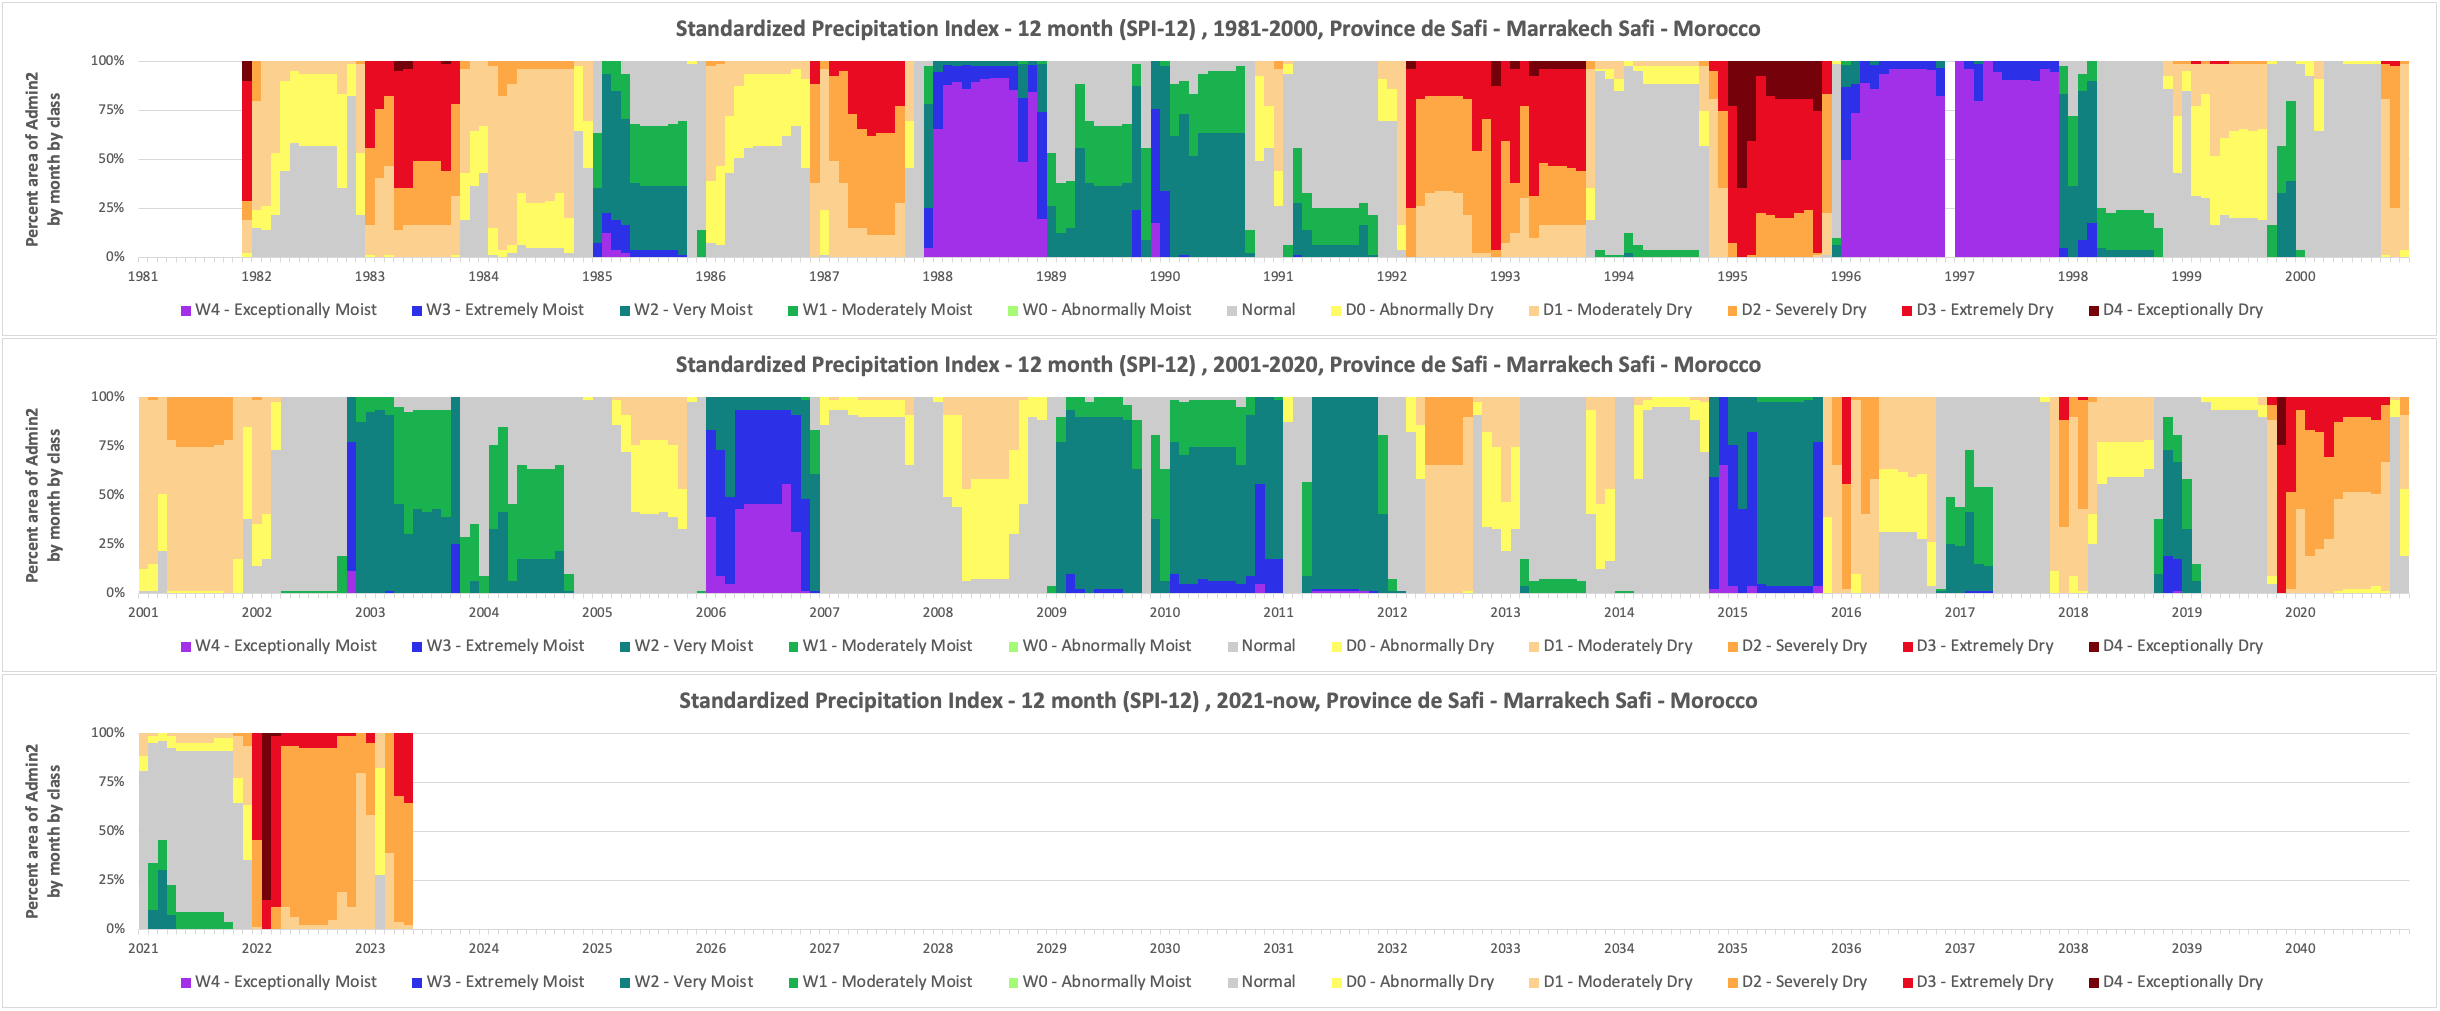 Standardized Precipitation Index - 12 month (SPI-12) , 1981-2000, Province de Safi - Marrakech Safi - Morocco
Percent area of Admin2
by month by class
100%
75%
50%
25%
0%
1981 1982 1983 1984 1985 1986 1987 1988 1989 1990 1991 1992 1993 1994 1995 1996 1997 1998 1999 2000
W4 - Exceptionally Moist W3 - Extremely Moist W2 - Very Moist W1 - Moderately Moist W0 - Abnormally Moist Normal D0 - Abnormally Dry D1 - Moderately Dry D2 - Severely Dry D3 - Extremely Dry D4 - Exceptionally Dry
Standardized Precipitation Index - 12 month (SPI-12) , 2001-2020, Province de Safi - Marrakech Safi - Morocco
Percent area of Admin2
by month by class
100%
75%
50%
25%
0%
2001 2002 2003 2004 2005 2006 2007 2008 2009 2010 2011 2012 2013 2014 2015 2016 2017 2018 2019 2020
W4 - Exceptionally Moist W3 - Extremely Moist W2 - Very Moist W1 - Moderately Moist W0 - Abnormally Moist Normal D0 - Abnormally Dry D1 - Moderately Dry D2 - Severely Dry D3 - Extremely Dry D4 - Exceptionally Dry
Standardized Precipitation Index - 12 month (SPI-12) , 2021-now, Province de Safi - Marrakech Safi - Morocco
Percent area of Admin2
by month by class
100%
75%
50%
25%
0%
2021 2022 2023 2024 2025 2026 2027 2028 2029 2030 2031 2032 2033 2034 2035 2036 2037 2038 2039 2040
W4 - Exceptionally Moist W3 - Extremely Moist W2 - Very Moist W1 - Moderately Moist W0 - Abnormally Moist Normal D0 - Abnormally Dry D1 - Moderately Dry D2 - Severely Dry D3 - Extremely Dry D4 - Exceptionally Dry